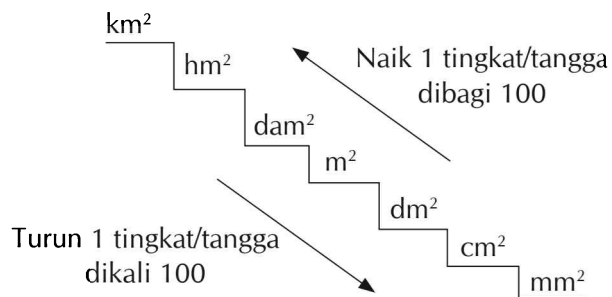 km²
hm²
Naik 1 tingkat/tangga
dibagi 100
dam²
m²
dm²
Turun 1 tingkat/tangga
dikali 100
cm²
mm²